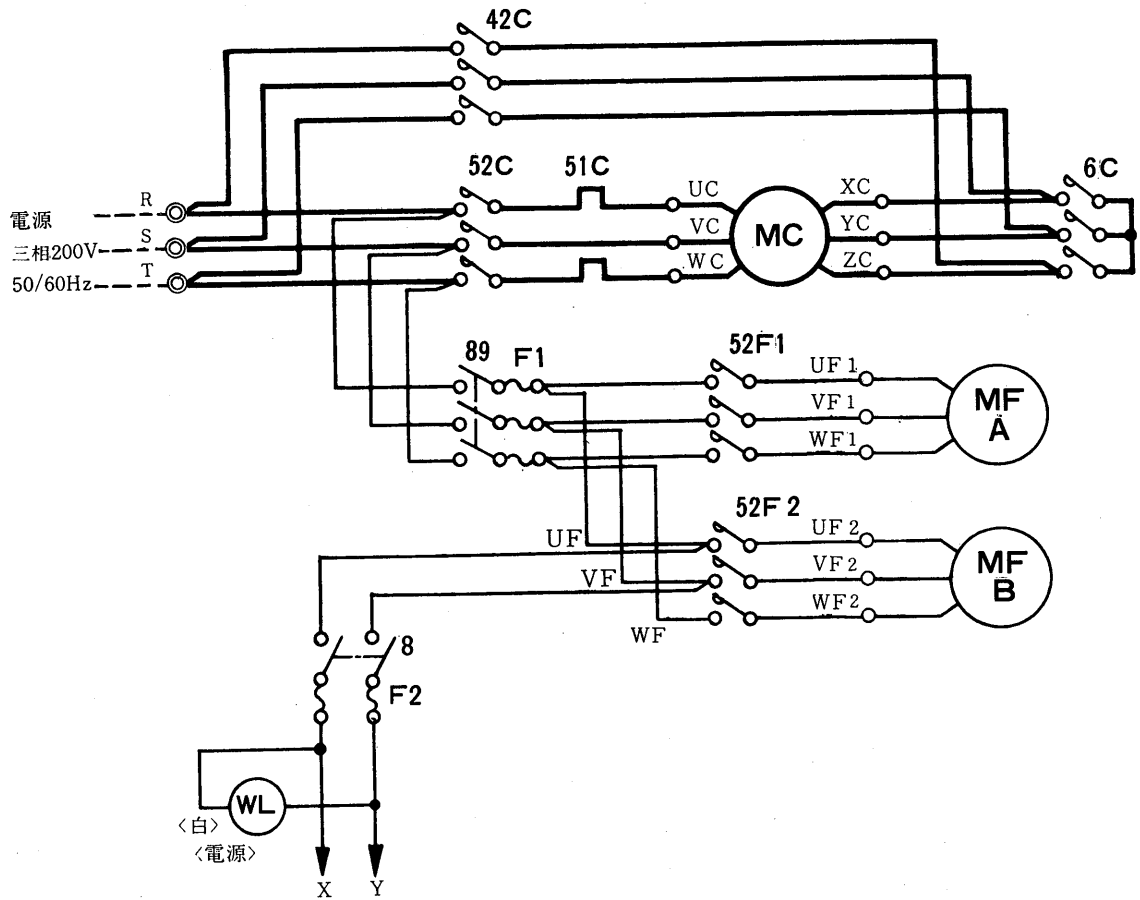 42C
52C
51C
6C
電源
三相200V
50/60Hz
R
S
T
UC
VC
WC
MC
XC
YC
ZC
89
F1
52F1
UF1
VF1
WF1
MF
A
52F2
UF
VF
WF
UF2
VF2
WF2
MF
B
8
F2
WL
〈白〉
〈電源〉
X
Y